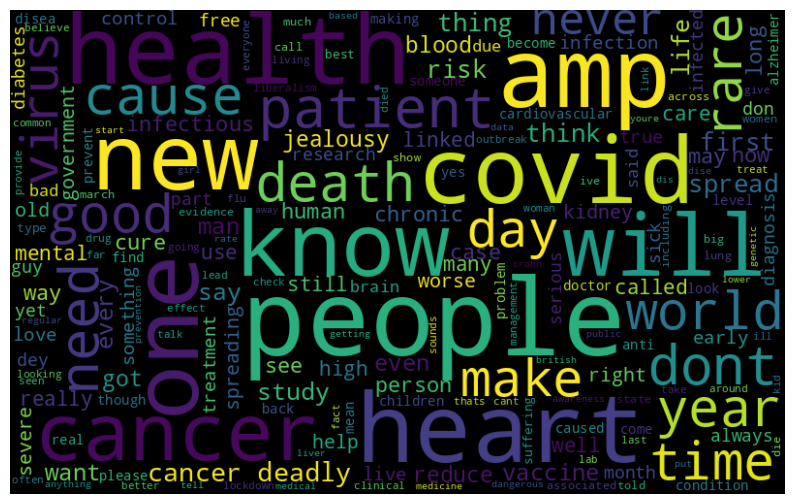 disea
control
free
much
based
making
thing
never
believe
health
everyone
call
best
become
infection
diabetes
living
blood
due
someone
life
rare
long
infected
alzheimer
virus
cause
patient
risk
amp
link
across
give
liberalism
died
cardiovascular
care
don
youre
common
government
infectious
jealousy
linked
think
true
first
women
start
new
prevent
research
data
outbreak
may
how
provide
girl
death
yes
show
covid
said
ive
dis
dise
treat
bad
omarch
part
flu
human
chronic
spread
level
old
good
evidence
away
man
day
kidney
woman
sick
diagnosis
type
drug
cure
use
know
case
will
including
big
lung
genetic
mental
far
find
going
rate
many
worse
serious
doctor
called
look
lower
guy
need
every
something
prevention
one
lead
still
brain
problem
crohn
way
effect
say
check
people
management
world
yet
love
talk
spreading
anti
early
dey
regular
getting
sounds
british
public
ill
looking
got
see
even
dont
seen
really
though
treatment
study
high
person
make
right
take
around
kid
back
children
suffering
awareness
state
year
severe
real
cancer
fact
mean
thats
cant
heart
caused
come
last
always
die
help
liver
well
lab
put
time
want
please
cancer deadly
live
reduce
vaccine
month
condition
often
anything
better
tell
lockdown
medical
clinical
medicine
dangerous
associated
told